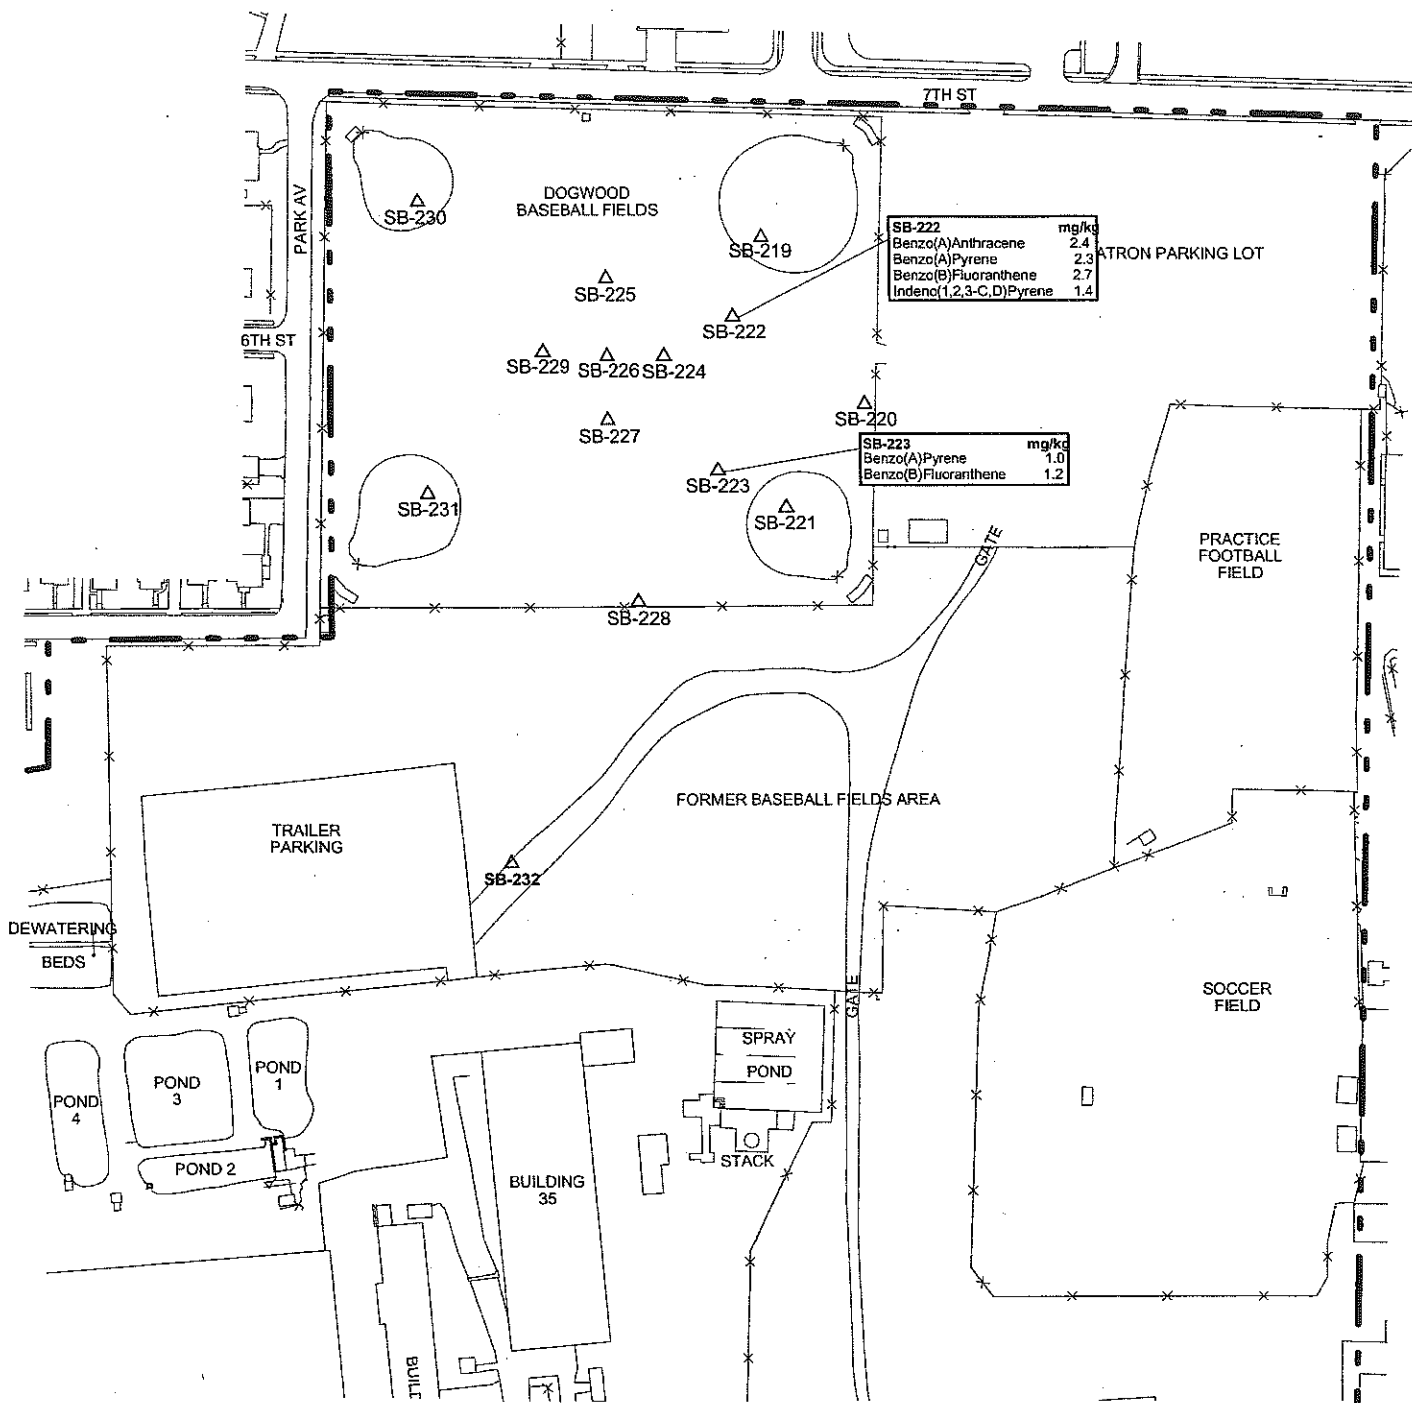 7TH ST
PARK AV
DOGWOOD
BASEBALL FIELDS
SB-230
SB-219
SB-222 mg/kg
Benzo(A)Anthracene 2.4
Benzo(A)Pyrene 2.3
Benzo(B)Fluoranthene 2.7
Indeno(1,2,3-C,D)Pyrene 1.4
ATRON PARKING LOT
SB-225
SB-222
6TH ST
SB-229
SB-226
SB-224
SB-220
SB-227
SB-223 mg/kg
Benzo(A)Pyrene 1.0
Benzo(B)Fluoranthene 1.2
SB-223
SB-231
SB-221
GATE
PRACTICE
FOOTBALL
FIELD
SB-228
FORMER BASEBALL FIELDS AREA
TRAILER
PARKING
SB-232
DEWATERING
BEDS
GATE
SOCCER
FIELD
SPRAY
POND
POND
1
POND
3
POND
4
POND 2
STACK
BUILDING
35
BUILD